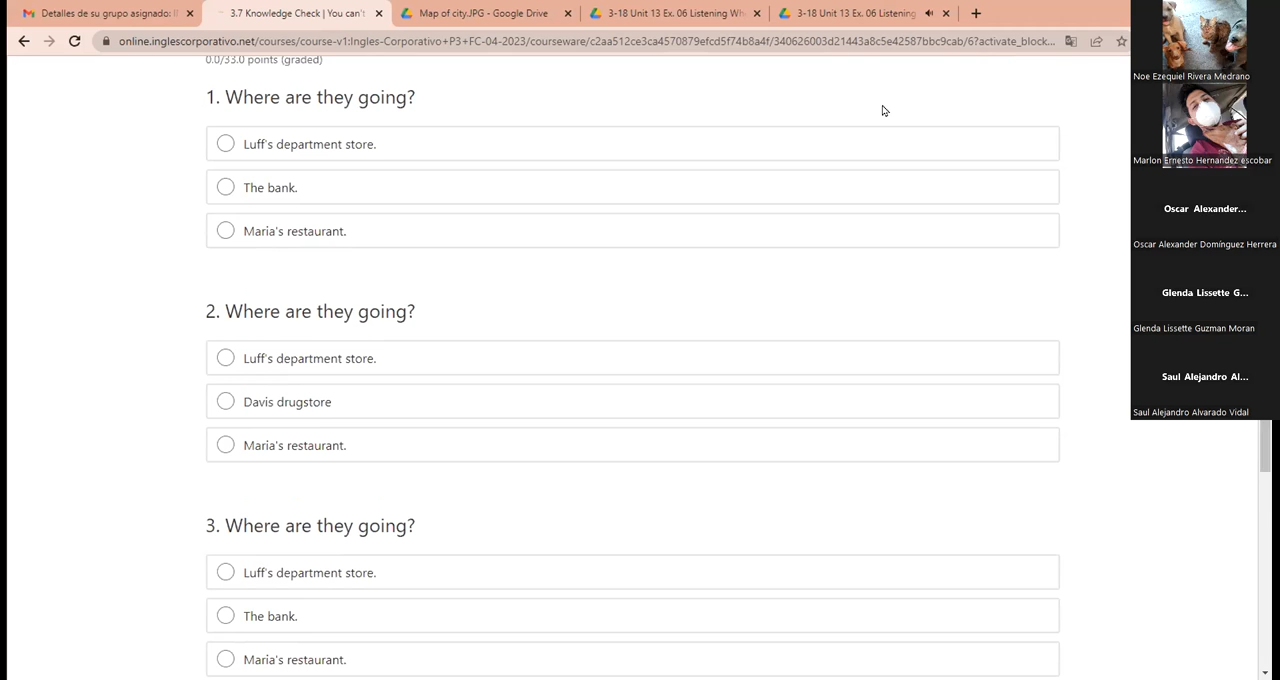 Detalles de su grupo asignado: I
3.7 Knowledge Check | You can't
Map of city.JPG - Google Drive
3-18 Unit 13 Ex. 06 Listening Wh
3-18 Unit 13 Ex. 06 Listening
online.inglescorporativo.net/courses/course-v1:Ingles-Corporativo+P3+FC-04-2023/courseware/c2aa512ce3ca4570879efcd5f74b8a4f/340626003d21443a8c5e42587bbc9cab/6?activate_block...
0.0/33.0 points (graded)
1. Where are they going?
Luff's department store.
The bank.
Maria's restaurant.
2. Where are they going?
Luff's department store.
Davis drugstore
Maria's restaurant.
3. Where are they going?
Luff's department store.
The bank.
Maria's restaurant.
Noe Ezequiel Rivera Medrano
Marlon Ernesto Hernandez escobar
Oscar Alexander...
Oscar Alexander Domínguez Herrera
Glenda Lissette G...
Glenda Lissette Guzman Moran
Saul Alejandro Al...
Saul Alejandro Alvarado Vidal